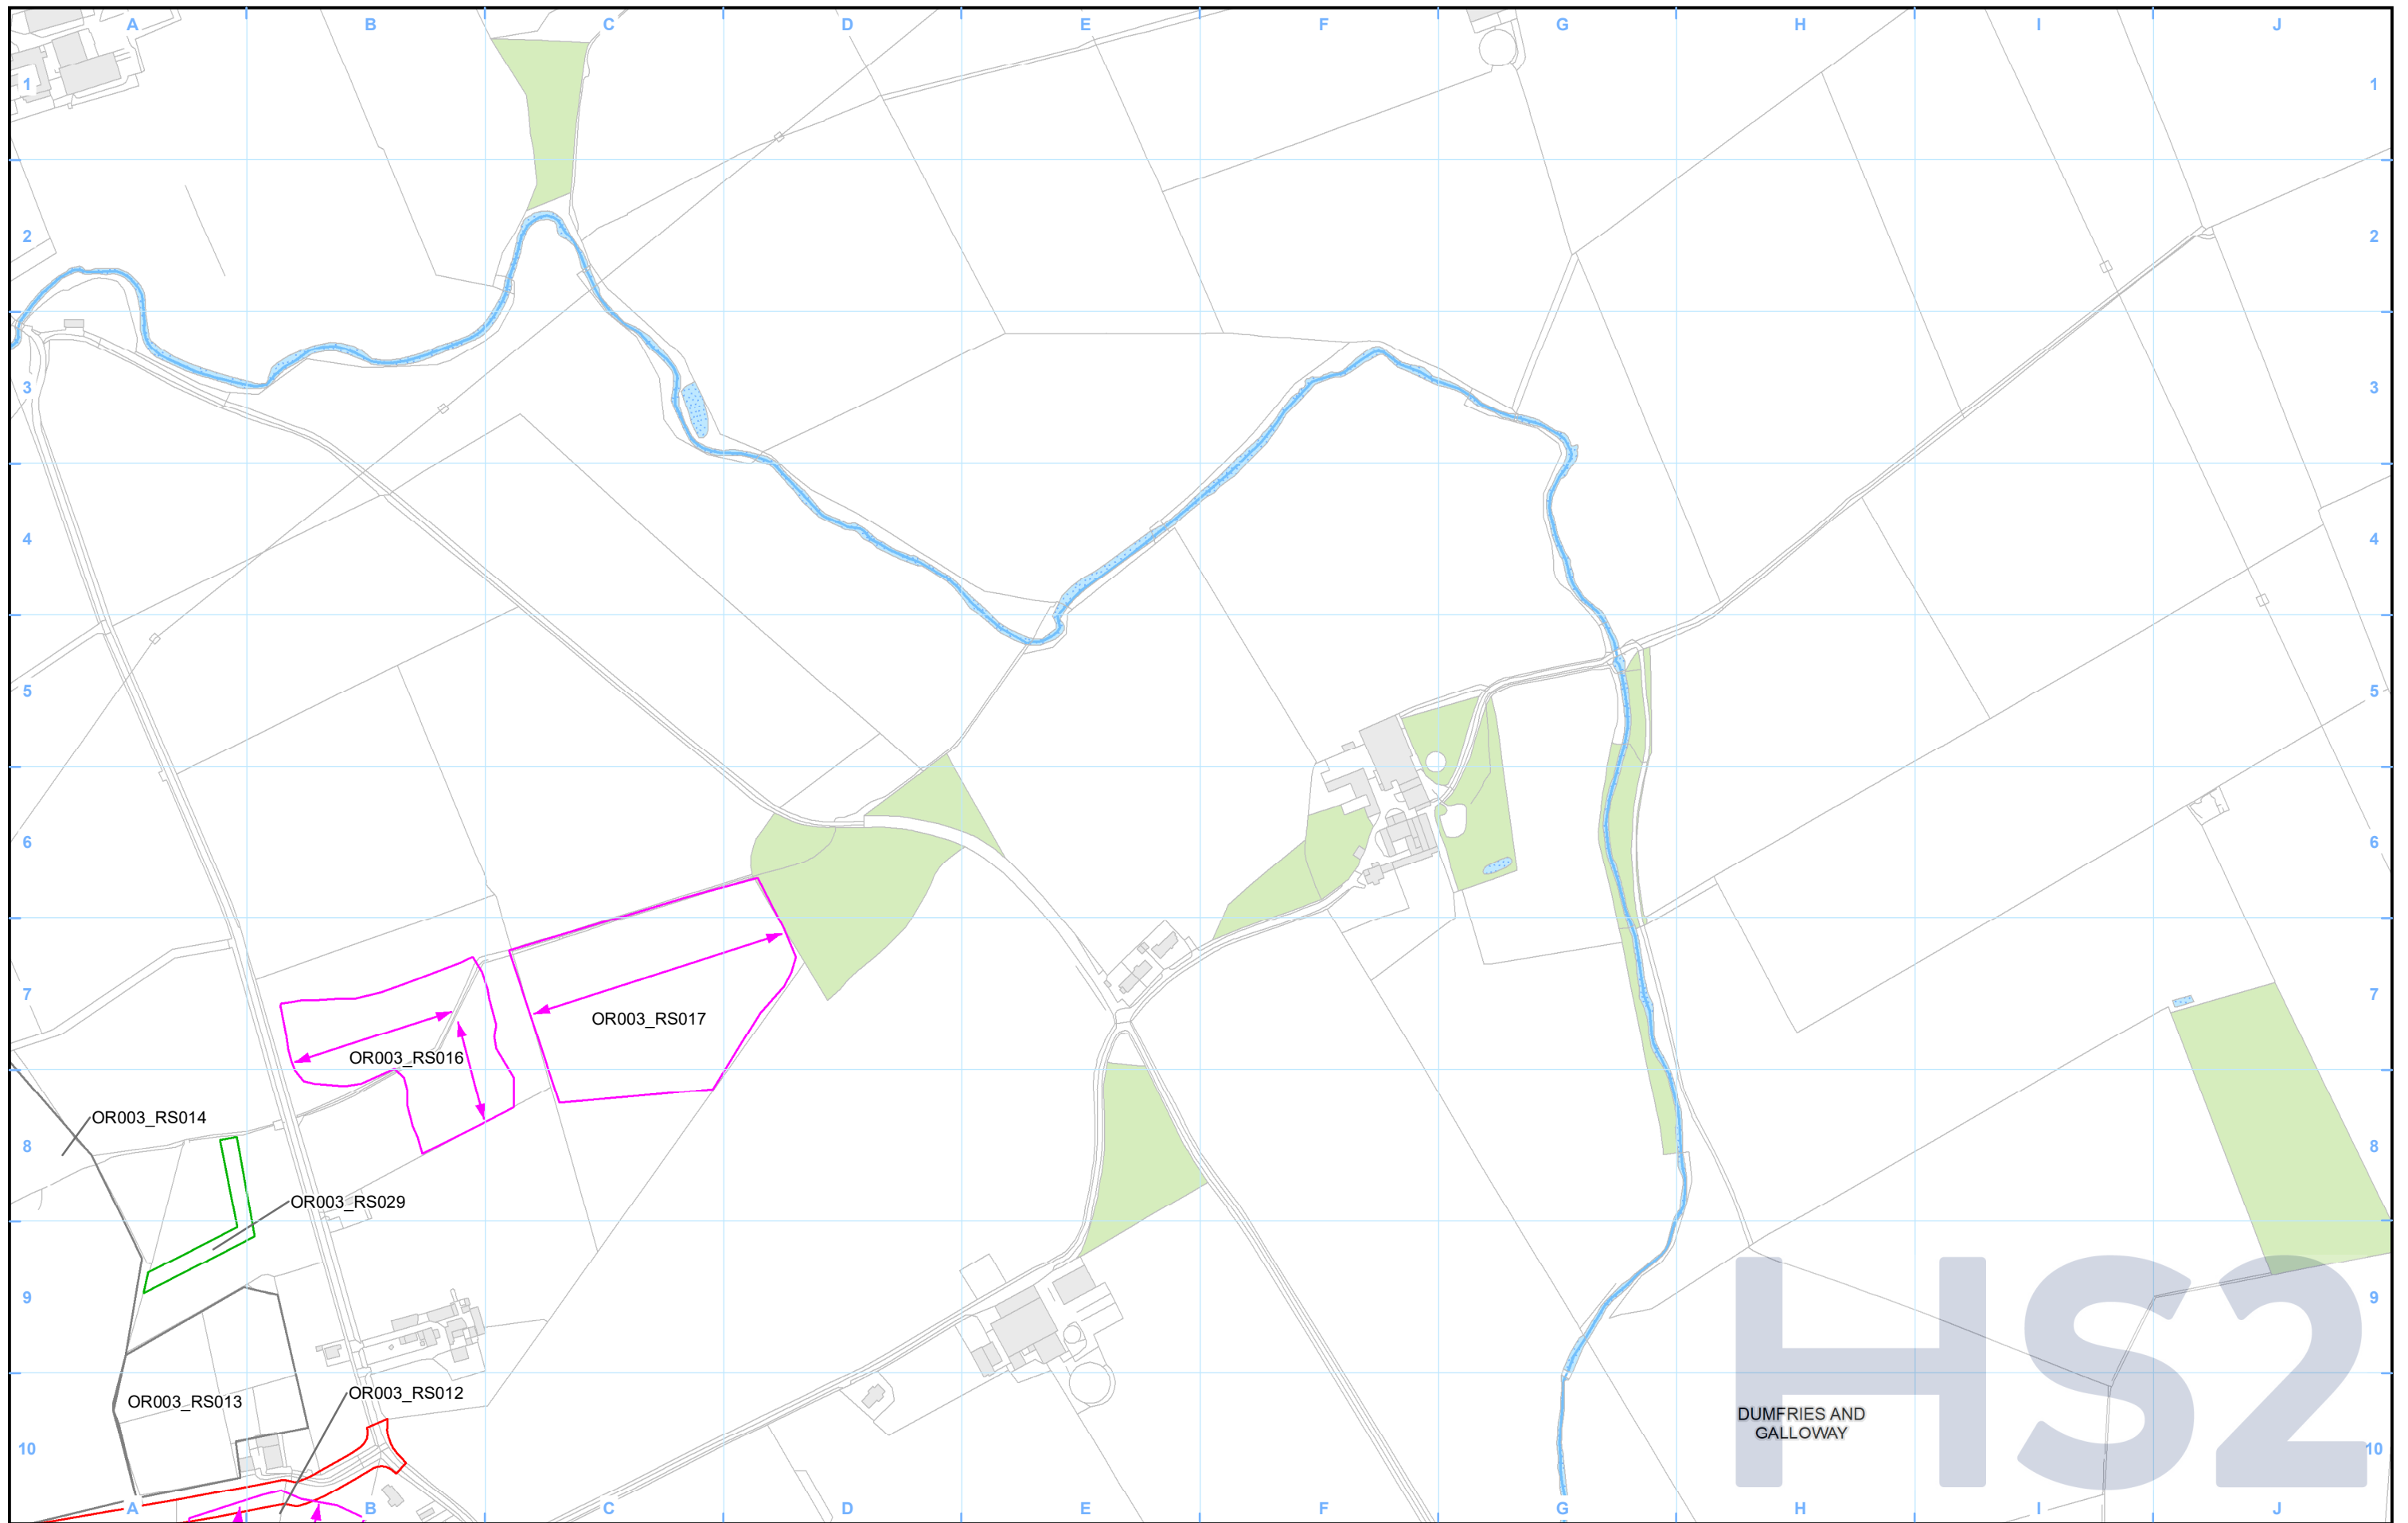 A B C D E F G H I J
1 1
2 2
3 3
4 4
5 5
6 6
7 7
OR003_RS017
OR003_RS016
OR003_RS014
8 8
OR003_RS029
9 9
OR003_RS012
OR003_RS013
HS2
DUMFRIES AND
GALLOWAY
10 10
A B C D E F G H I J